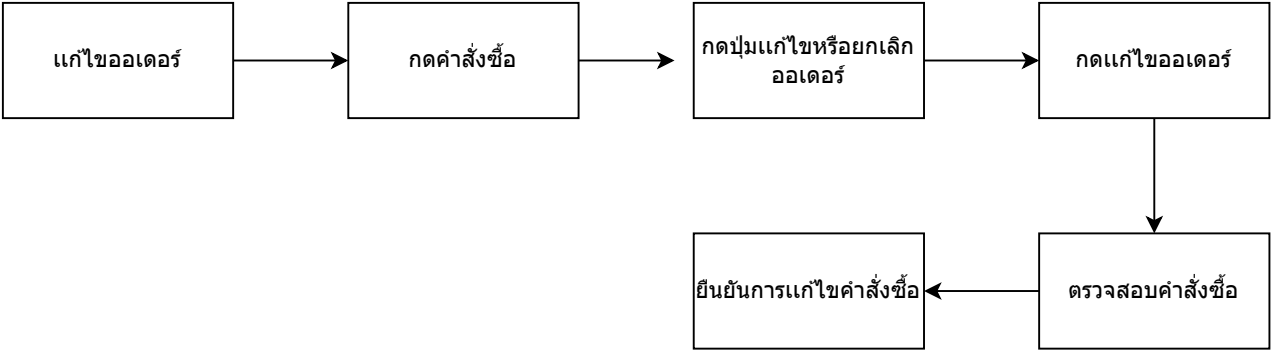 แก้ไขออเดอร์
กดคำสั่งซื้อ
กดปุ่มแก้ไขหรือยกเลิก
ออเดอร์
กดแก้ไขออเดอร์
ยืนยันการแก้ไขคำสั่งซื้อ
ตรวจสอบคำสั่งซื้อ